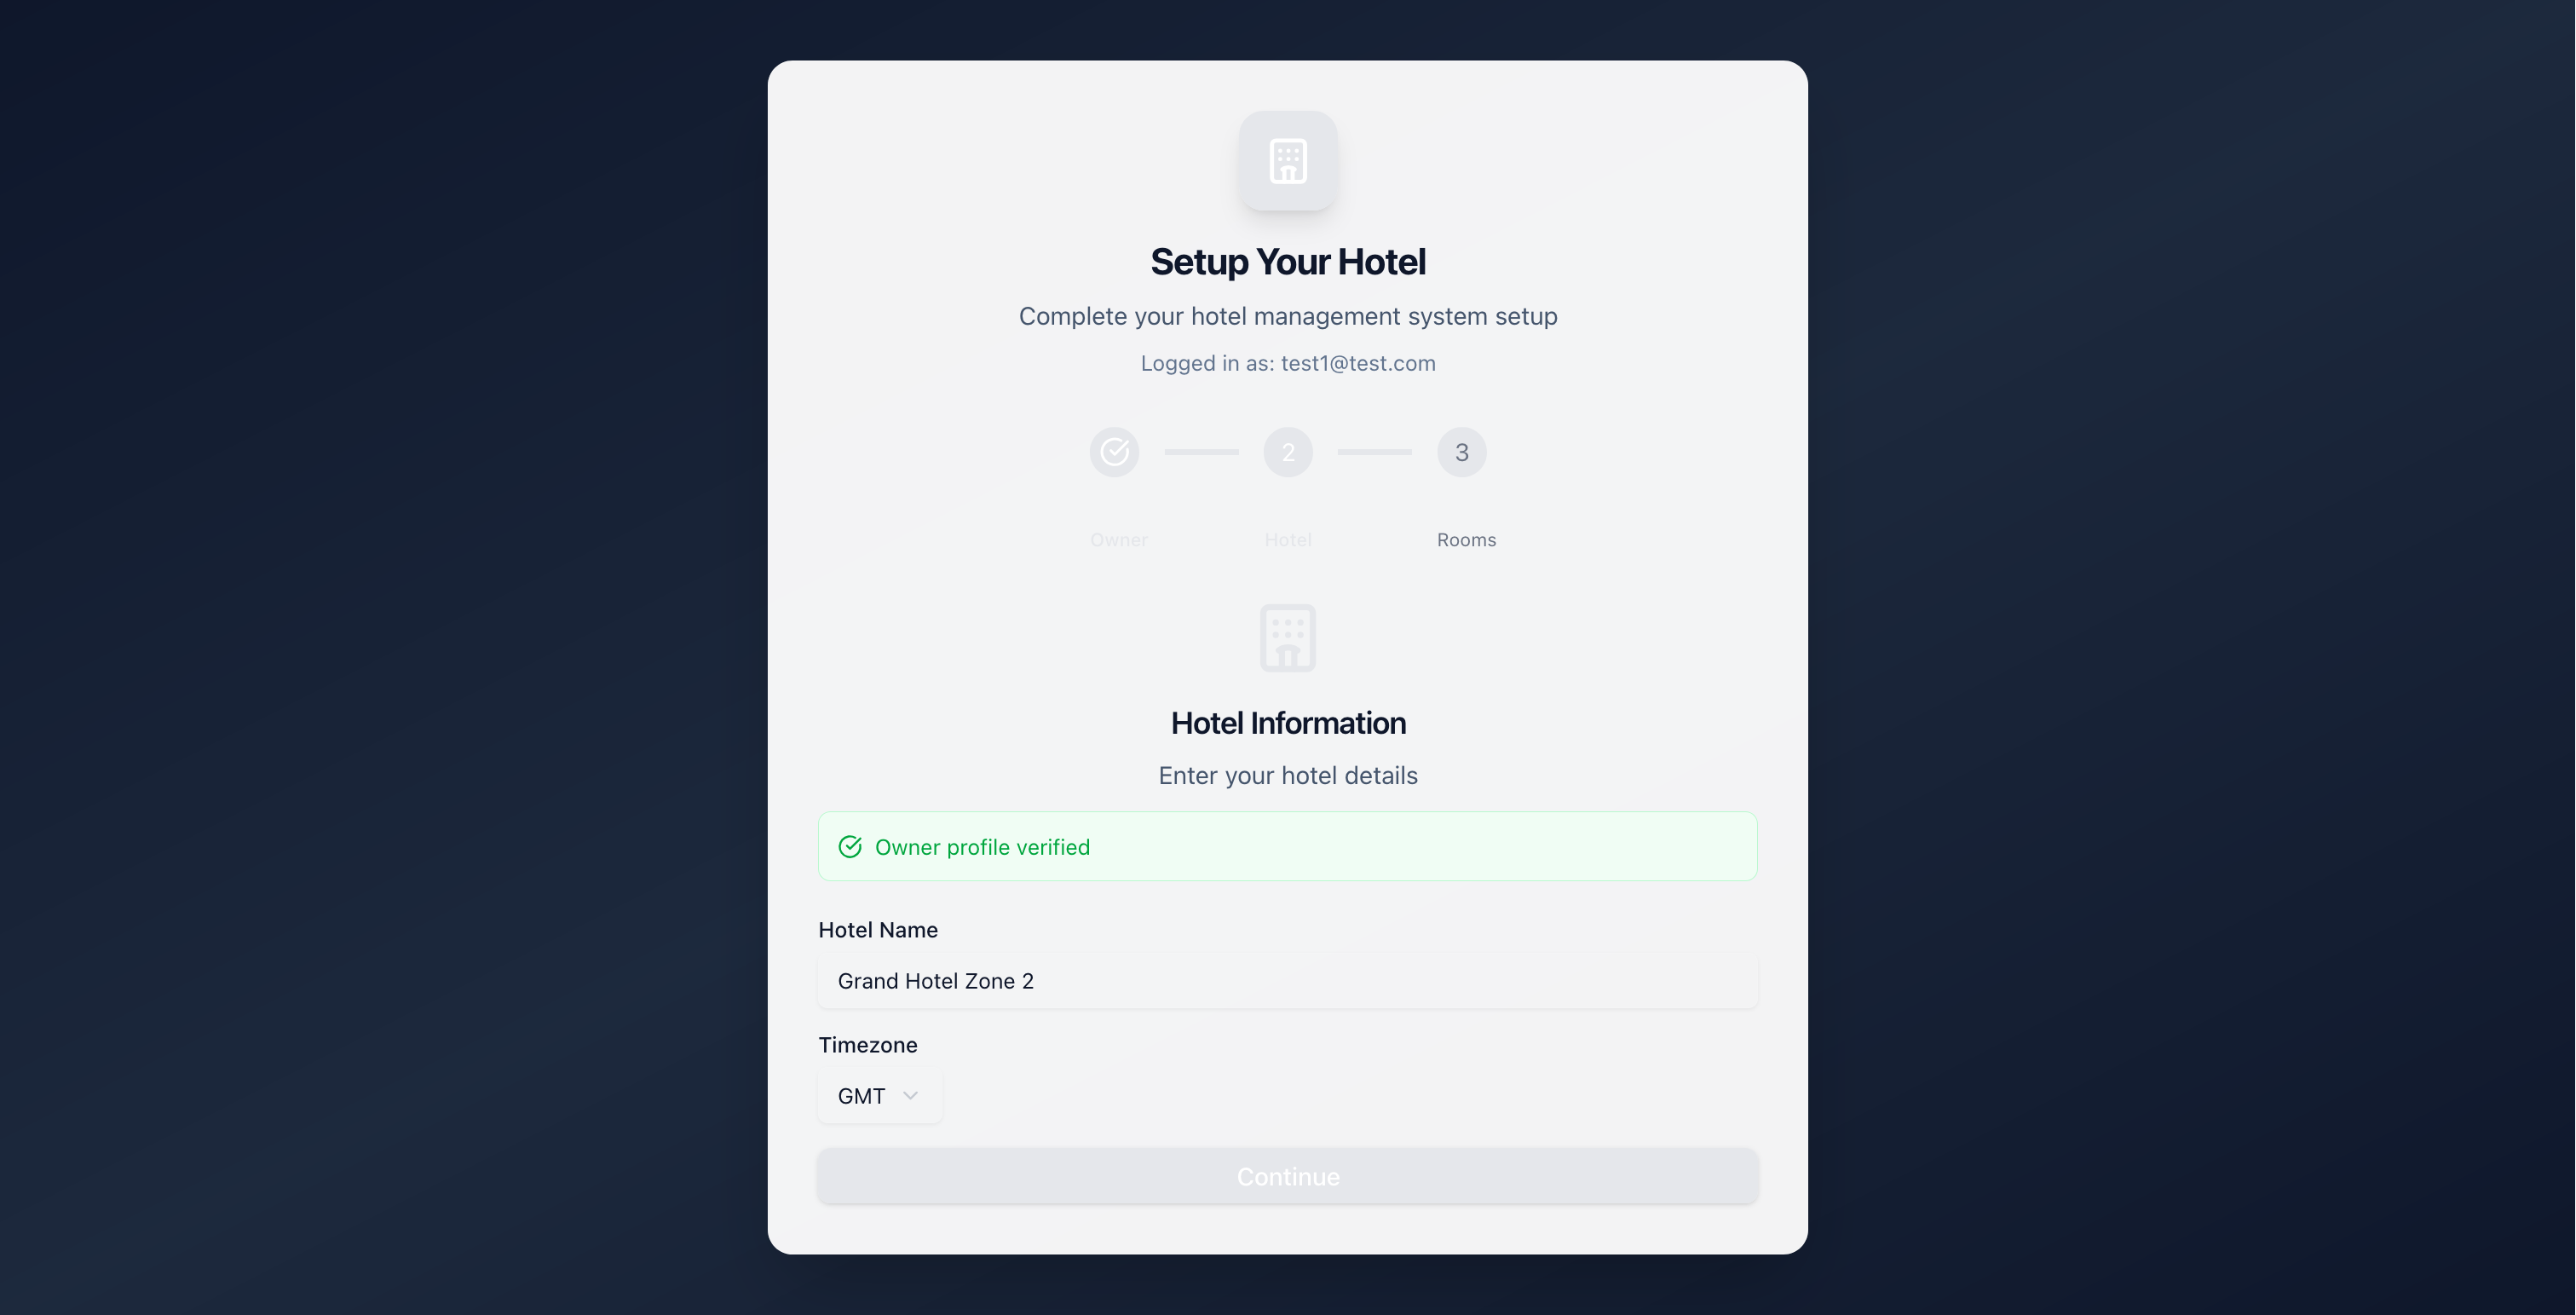 Setup Your Hotel
Complete your hotel management system setup
Logged in as: test1@test.com
2
3
Owner
Hotel
Rooms
Hotel Information
Enter your hotel details
Owner profile verified
Hotel Name
Grand Hotel Zone 2
Timezone
GMT
Continue